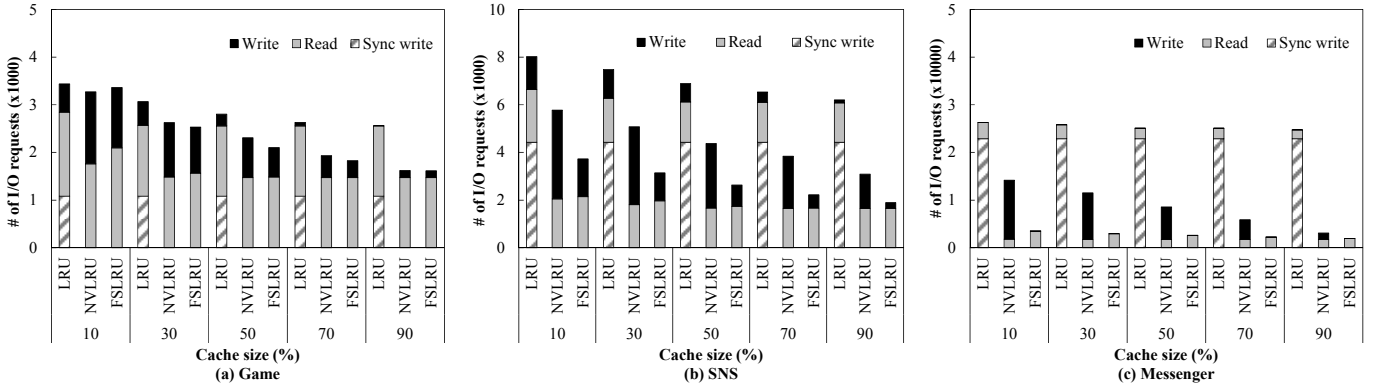 5
4
3
2
1
0
# of I/O requests (x1000)
Write Read Sync write
LRU NVLRU FSLRU LRU NVLRU FSLRU LRU NVLRU FSLRU LRU NVLRU FSLRU LRU NVLRU FSLRU
10 30 50 70 90
Cache size (%)
(a) Game
10
8
6
4
2
0
# of I/O requests (x1000)
Write Read Sync write
LRU NVLRU FSLRU LRU NVLRU FSLRU LRU NVLRU FSLRU LRU NVLRU FSLRU LRU NVLRU FSLRU
10 30 50 70 90
Cache size (%)
(b) SNS
5
4
3
2
1
0
# of I/O requests (x10000)
Write Read Sync write
LRU NVLRU FSLRU LRU NVLRU FSLRU LRU NVLRU FSLRU LRU NVLRU FSLRU LRU NVLRU FSLRU
10 30 50 70 90
Cache size (%)
(c) Messenger